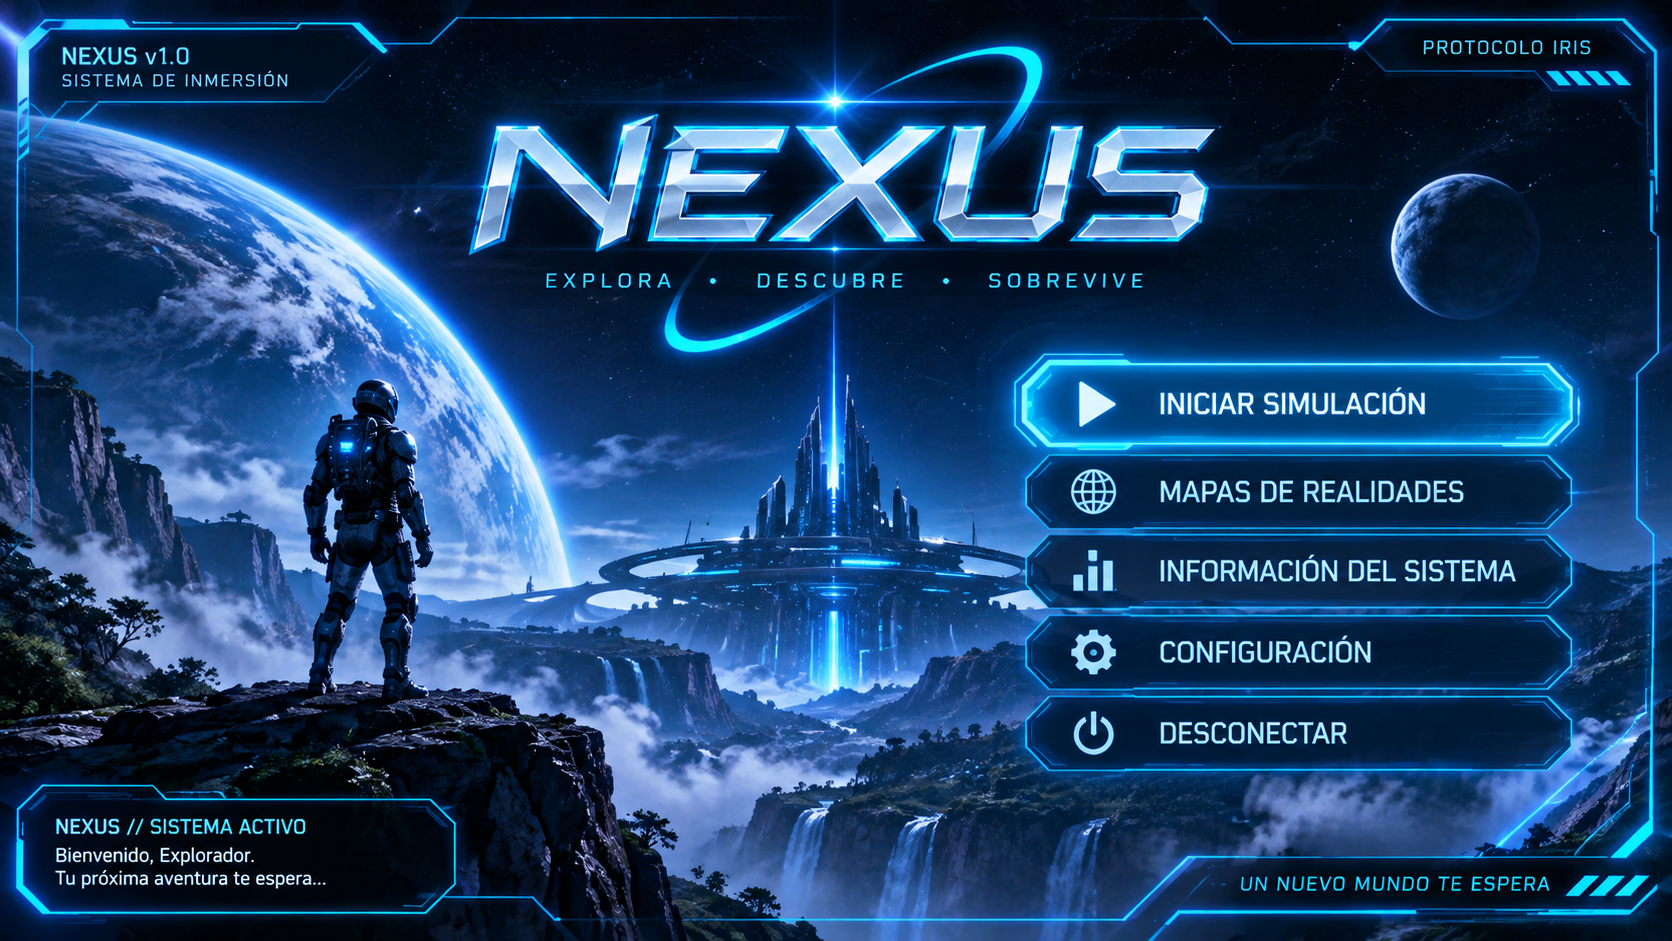 NEXUS v1.0
SISTEMA DE INMERSIÓN
PROTOCOLO IRIS
NEXUS
EXPLORA • DESCUBRE • SOBREVIVE
INICIAR SIMULACIÓN
MAPAS DE REALIDADES
INFORMACIÓN DEL SISTEMA
CONFIGURACIÓN
DESCONECTAR
NEXUS // SISTEMA ACTIVO
Bienvenido, Explorador.
Tu próxima aventura te espera...
UN NUEVO MUNDO TE ESPERA